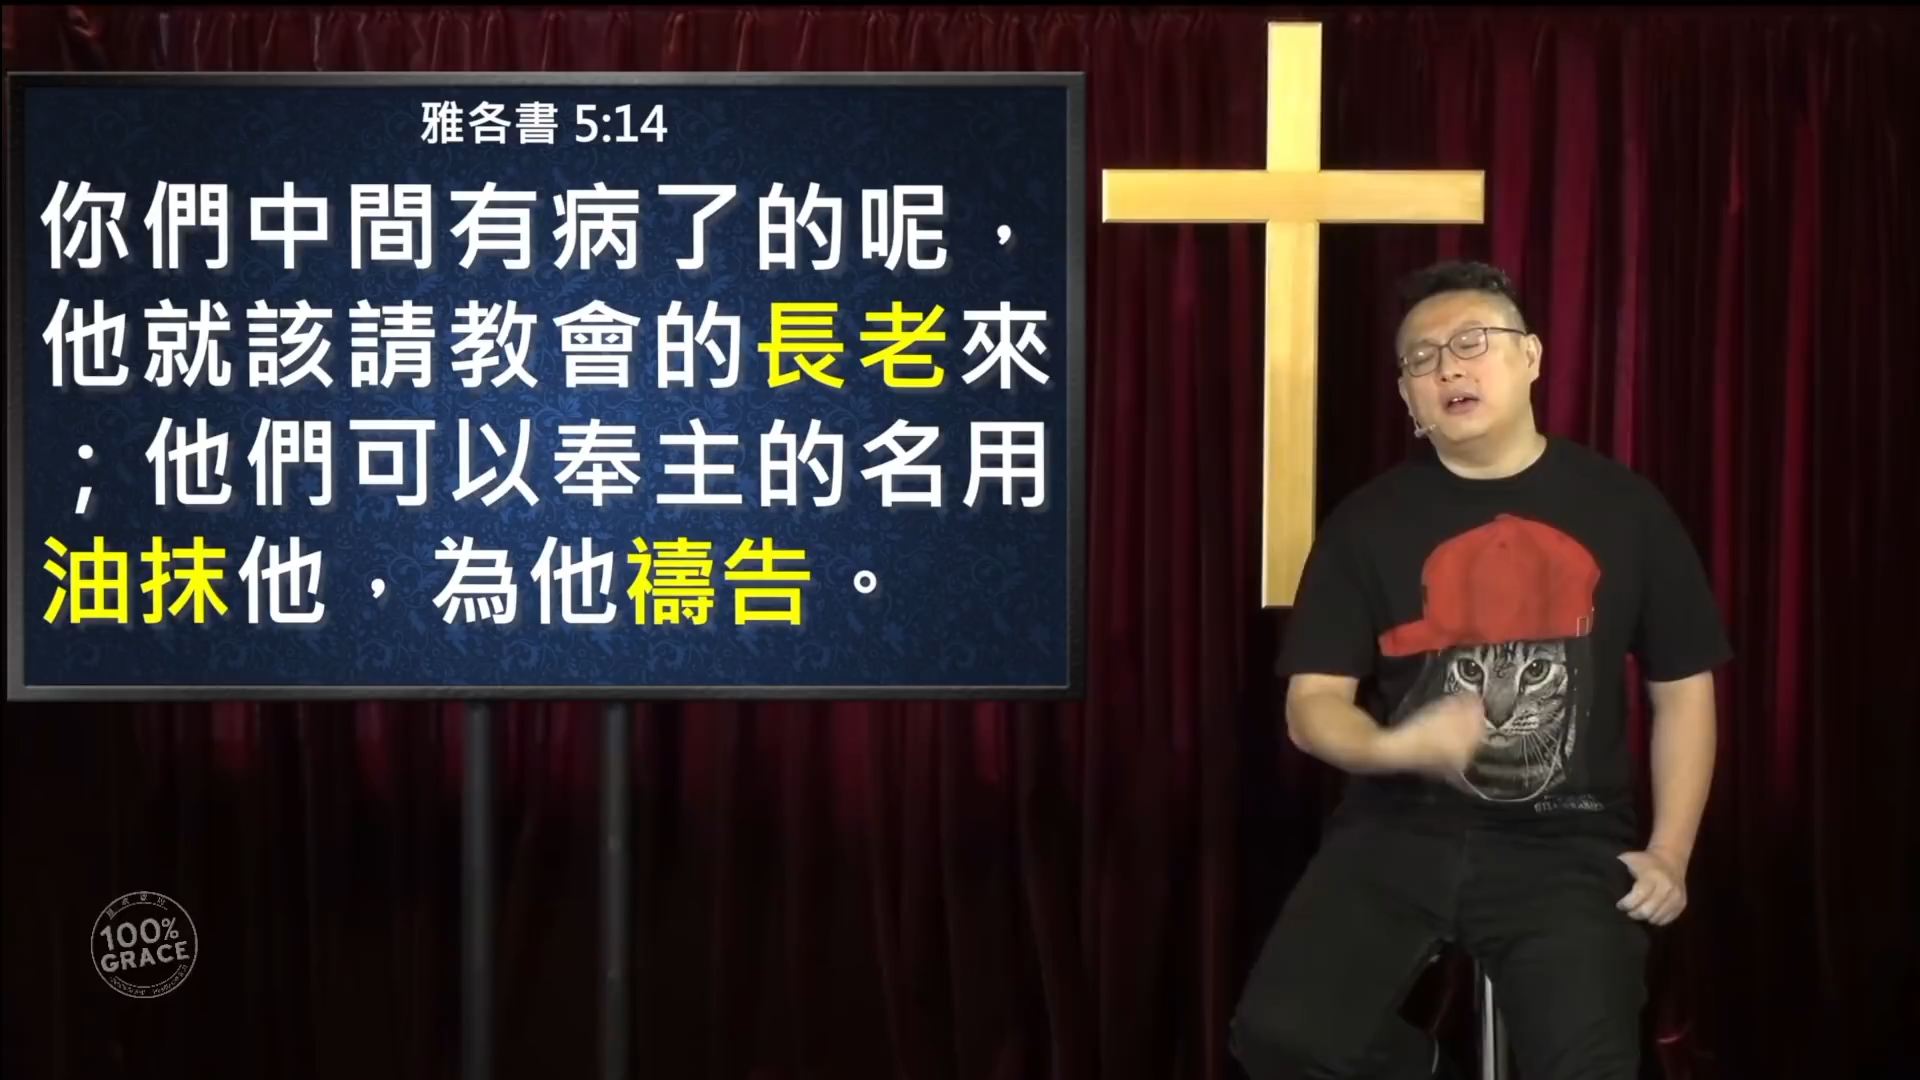 雅各書 5:14
你們中間有病了的呢，
他就該請教會的長老來
；他們可以奉主的名用
油抹他，為他禱告。
100%
GRACE